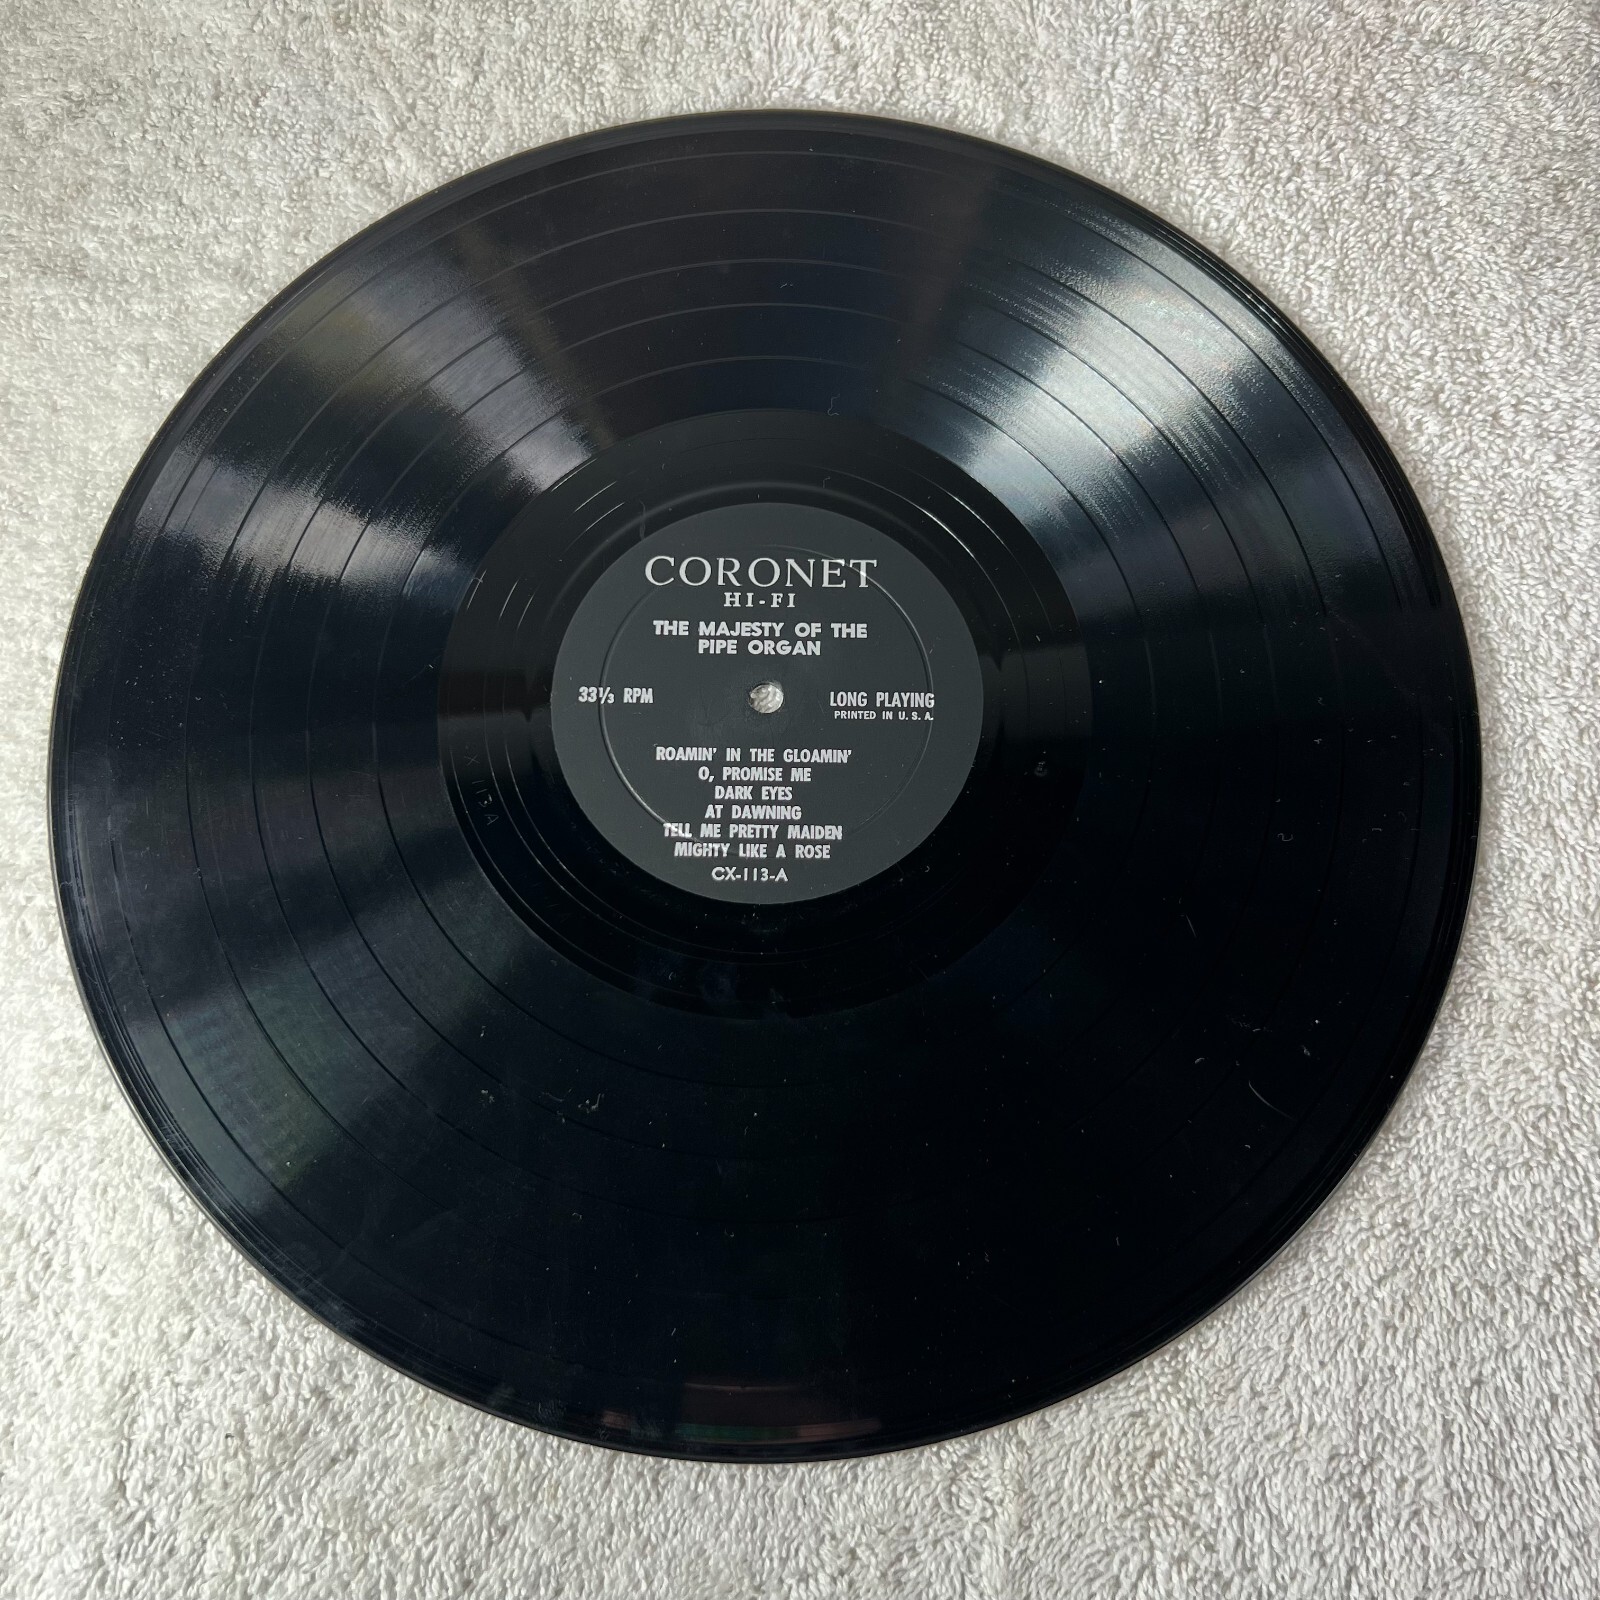 CORONET
HI-FI
THE MAJESTY OF THE
PIPE ORGAN
33⅓ RPM
LONG PLAYING
PRINTED IN U. S. A.
ROAMIN' IN THE GLOAMIN'
O, PROMISE ME
DARK EYES
AT DAWNING
TELL ME PRETTY MAIDEN
MIGHTY LIKE A ROSE
CX-113-A
X 113 A